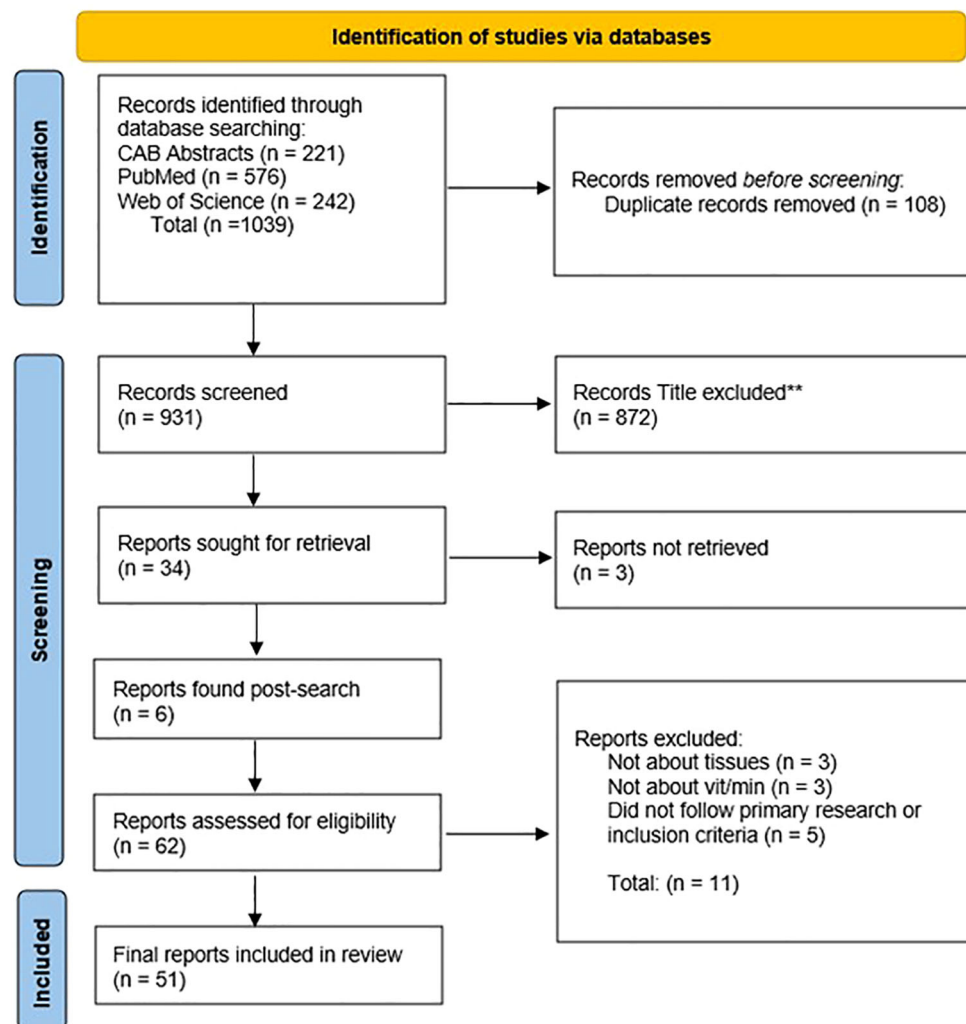 Identification of studies via databases
Identification
Records identified through
database searching:
CAB Abstracts (n = 221)
PubMed (n = 576)
Web of Science (n = 242)
Total (n =1039)
Records removed before screening:
Duplicate records removed (n = 108)
Screening
Records screened
(n = 931)
Records Title excluded**
(n = 872)
Reports sought for retrieval
(n = 34)
Reports not retrieved
(n = 3)
Reports found post-search
(n = 6)
Reports assessed for eligibility
(n = 62)
Reports excluded:
Not about tissues (n = 3)
Not about vit/min (n = 3)
Did not follow primary research or
inclusion criteria (n = 5)
Total: (n = 11)
Included
Final reports included in review
(n = 51)